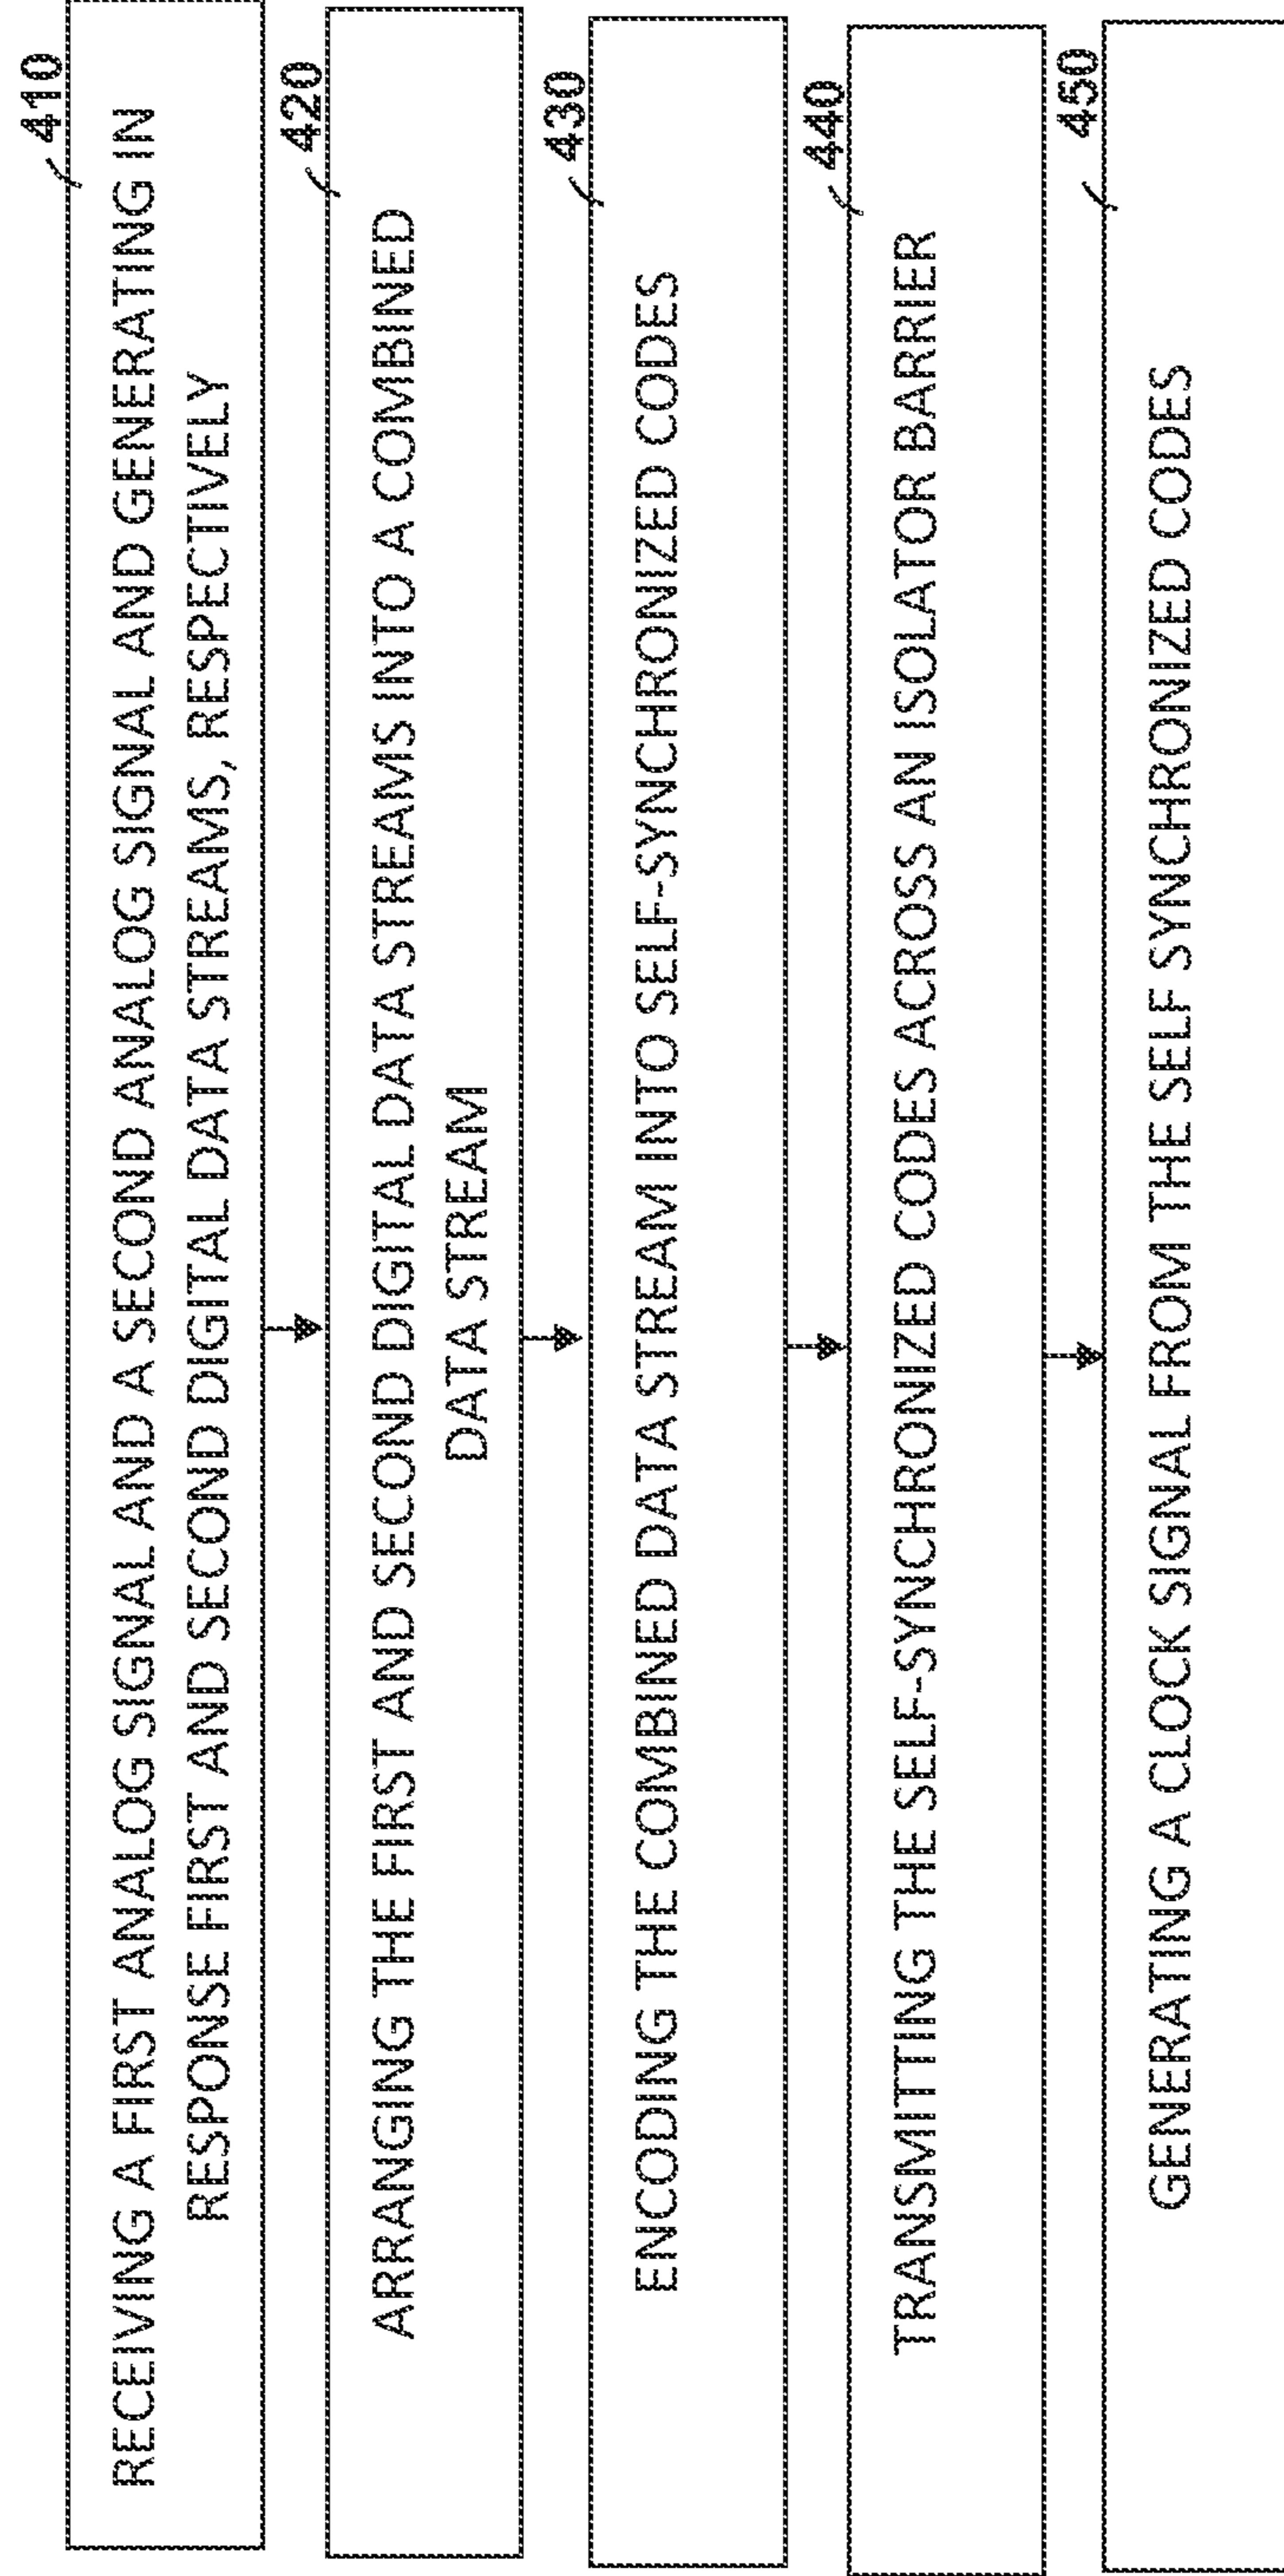 410
RECEIVING A FIRST ANALOG SIGNAL AND A SECOND ANALOG SIGNAL AND GENERATING IN
RESPONSE FIRST AND SECOND DIGITAL DATA STREAMS, RESPECTIVELY
420
ARRANGING THE FIRST AND SECOND DIGITAL DATA STREAMS INTO A COMBINED
DATA STREAM
430
ENCODING THE COMBINED DATA STREAM INTO SELF-SYNCHRONIZED CODES
440
TRANSMITTING THE SELF-SYNCHRONIZED CODES ACROSS AN ISOLATOR BARRIER
450
GENERATING A CLOCK SIGNAL FROM THE SELF SYNCHRONIZED CODES